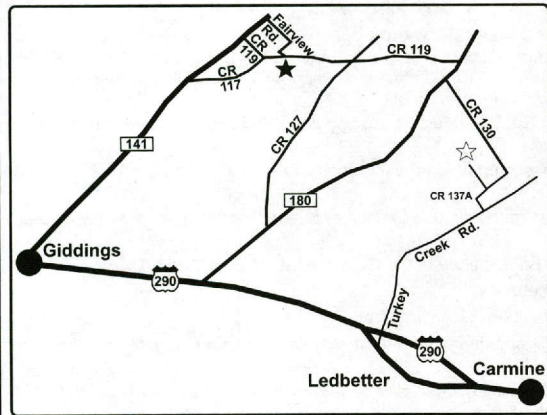 Fairview
Rd.
CR
119
CR 119
CR
117
CR 127
CR 130
141
180
CR 137A
Giddings
Creek Rd.
290
Turkey
290
Carmine
Ledbetter